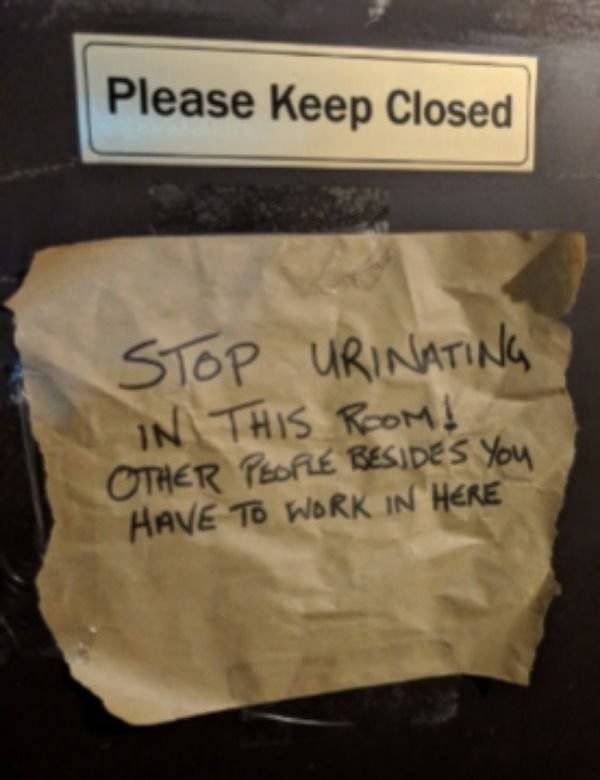 Please Keep Closed
STOP URINATING
IN THIS ROOM!
OTHER PEOPLE BESIDES YOU
HAVE TO WORK IN HERE